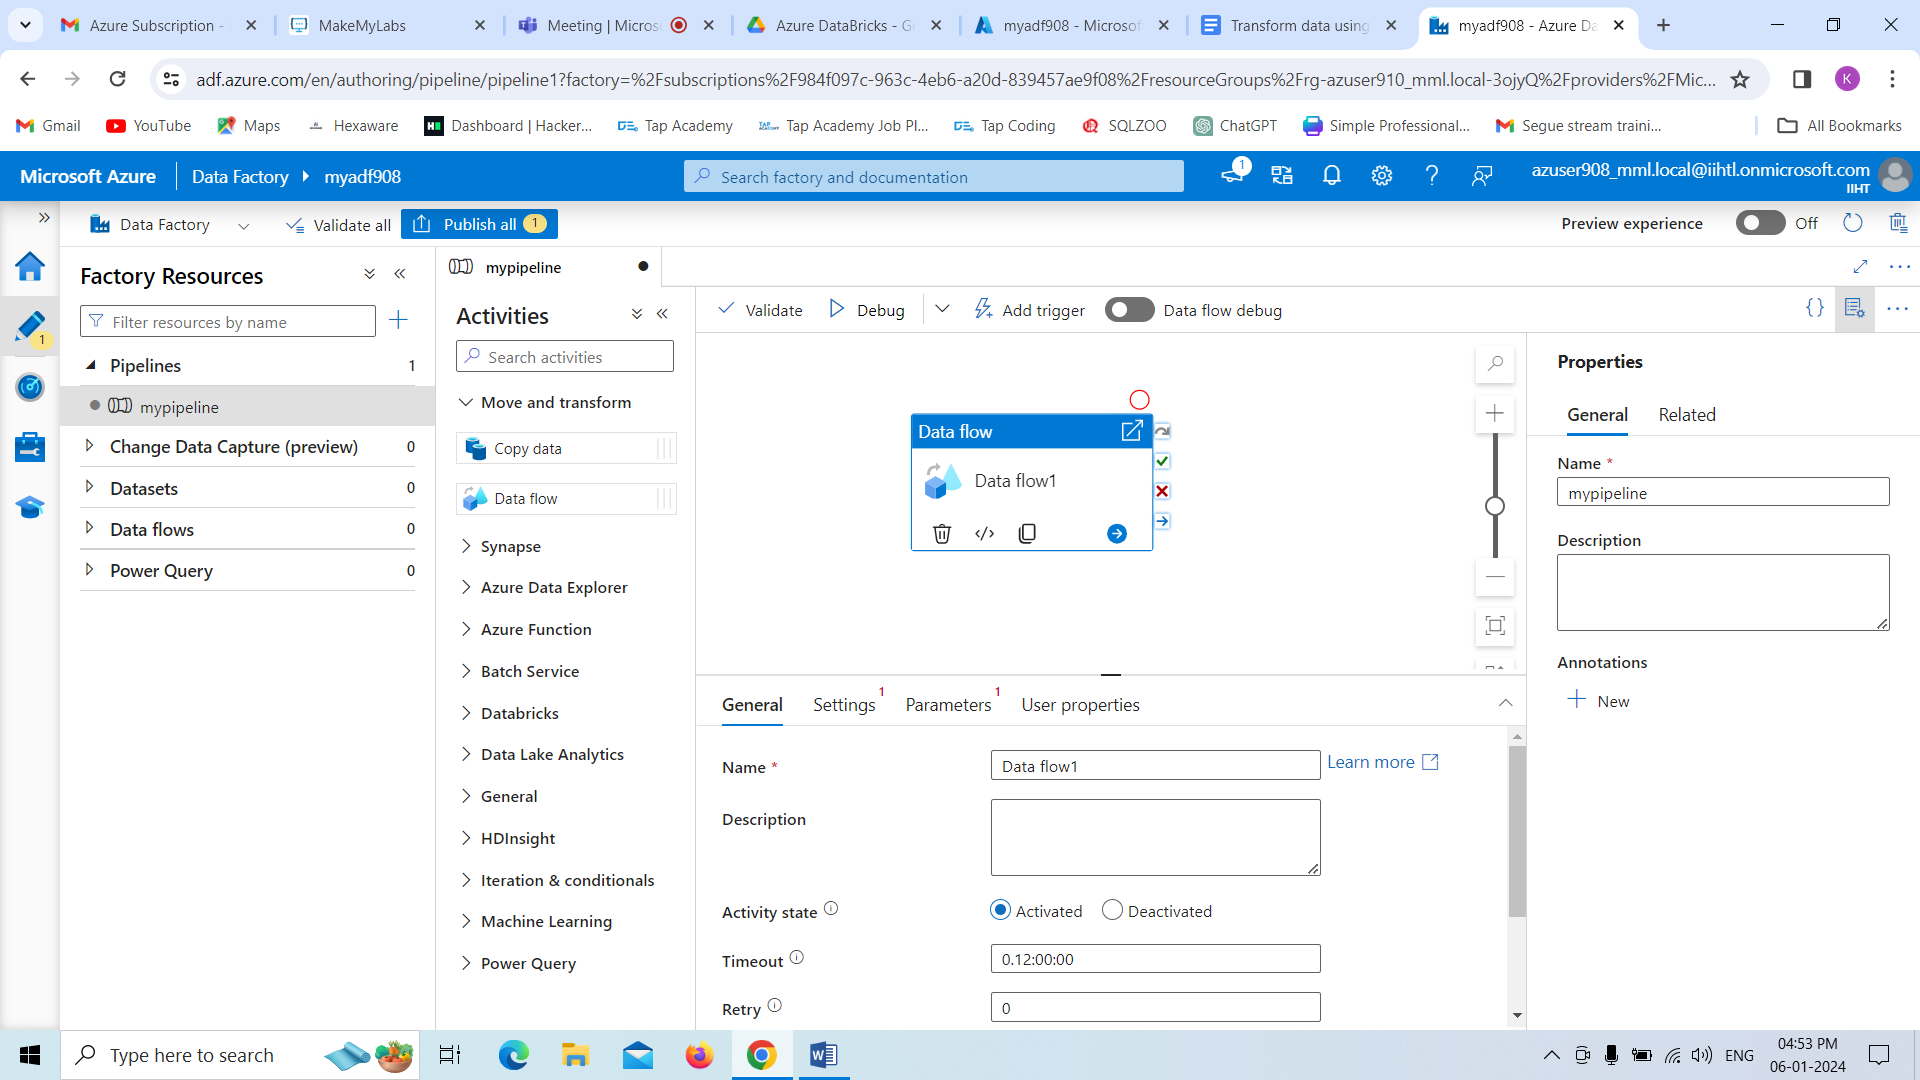 Azure Subscription -
MakeMyLabs
Meeting | Micros
Azure DataBricks - G
myadf908 - Microsof
Transform data using
myadf908 - Azure Da
adf.azure.com/en/authoring/pipeline/pipeline1?factory=%2Fsubscriptions%2F984f097c-963c-4eb6-a20d-839457ae9f08%2FresourceGroups%2Frg-azuser910_mml.local-3ojyQ%2Fproviders%2FMic...
K
Gmail
YouTube
Maps
Hexaware
Dashboard | Hacker...
Tap Academy
Tap Academy Job Pl...
Tap Coding
SQLZOO
ChatGPT
Simple Professional...
Segue stream traini...
All Bookmarks
Microsoft Azure
Data Factory
myadf908
Search factory and documentation
1
azuser908_mml.local@iihtl.onmicrosoft.com
IIHT
Data Factory
Validate all
Publish all 1
Preview experience
Off
Factory Resources
Filter resources by name
1
Pipelines 1
mypipeline
Change Data Capture (preview) 0
Datasets 0
Data flows 0
Power Query 0
mypipeline
Activities
Search activities
Move and transform
Copy data
Data flow
Synapse
Azure Data Explorer
Azure Function
Batch Service
Databricks
Data Lake Analytics
General
HDInsight
Iteration & conditionals
Machine Learning
Power Query
Validate
Debug
Add trigger
Data flow debug
Data flow
Data flow1
General
Settings 1
Parameters 1
User properties
Name *
Data flow1
Learn more
Description
Activity state
Activated
Deactivated
Timeout
0.12:00:00
Retry
0
Properties
General
Related
Name *
mypipeline
Description
Annotations
New
Type here to search
ENG
04:53 PM
06-01-2024